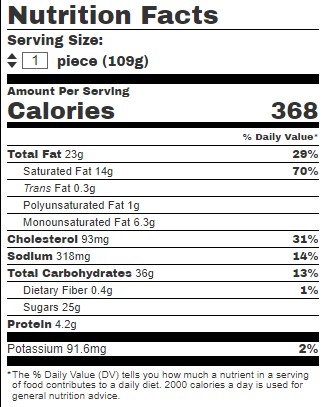 Nutrition Facts
Serving Size:
1 piece (109g)
Amount Per Serving
Calories 368
% Daily Value*
Total Fat 23g 29%
Saturated Fat 14g 70%
Trans Fat 0.3g
Polyunsaturated Fat 1g
Monounsaturated Fat 6.3g
Cholesterol 93mg 31%
Sodium 318mg 14%
Total Carbohydrates 36g 13%
Dietary Fiber 0.4g 1%
Sugars 25g
Protein 4.2g
Potassium 91.6mg 2%
*The % Daily Value (DV) tells you how much a nutrient in a serving
of food contributes to a daily diet. 2000 calories a day is used for
general nutrition advice.